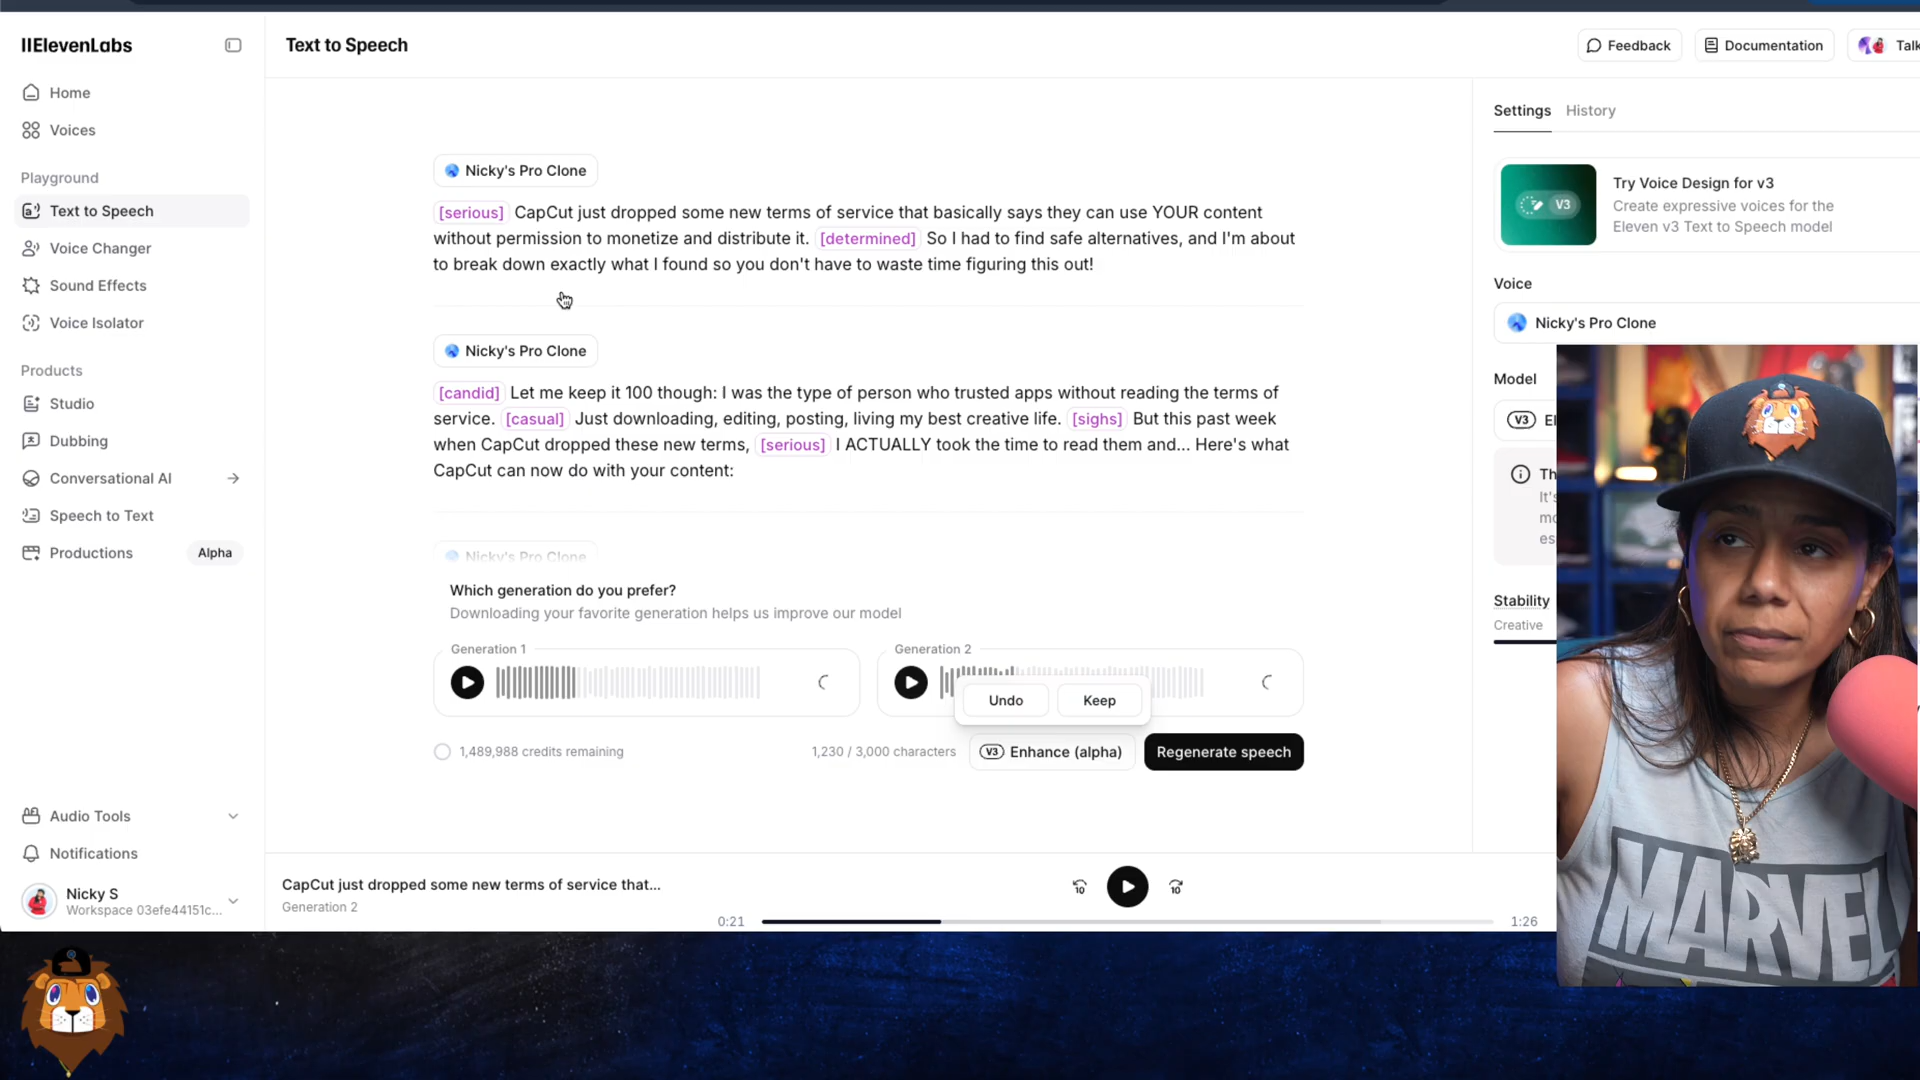 IIElevenLabs
Text to Speech
Feedback
Documentation
Talk
Home
Voices
Playground
Text to Speech
Voice Changer
Sound Effects
Voice Isolator
Products
Studio
Dubbing
Conversational AI
Speech to Text
Productions
Alpha
Audio Tools
Notifications
Nicky S
Workspace 03efe44151c...
Nicky's Pro Clone
[serious] CapCut just dropped some new terms of service that basically says they can use YOUR content
without permission to monetize and distribute it. [determined] So I had to find safe alternatives, and I'm about
to break down exactly what I found so you don't have to waste time figuring this out!
Nicky's Pro Clone
[candid] Let me keep it 100 though: I was the type of person who trusted apps without reading the terms of
service. [casual] Just downloading, editing, posting, living my best creative life. [sighs] But this past week
when CapCut dropped these new terms, [serious] I ACTUALLY took the time to read them and... Here's what
CapCut can now do with your content:
Nicky's Pro Clone
Which generation do you prefer?
Downloading your favorite generation helps us improve our model
Generation 1
Generation 2
Undo
Keep
1,489,988 credits remaining
1,230 / 3,000 characters
V3 Enhance (alpha)
Regenerate speech
CapCut just dropped some new terms of service that...
Generation 2
10
10
0:21
1:26
Settings
History
V3
Try Voice Design for v3
Create expressive voices for the
Eleven v3 Text to Speech model
Voice
Nicky's Pro Clone
Model
V3 El
Th
It's
mo
es
Stability
Creative
MARVEL